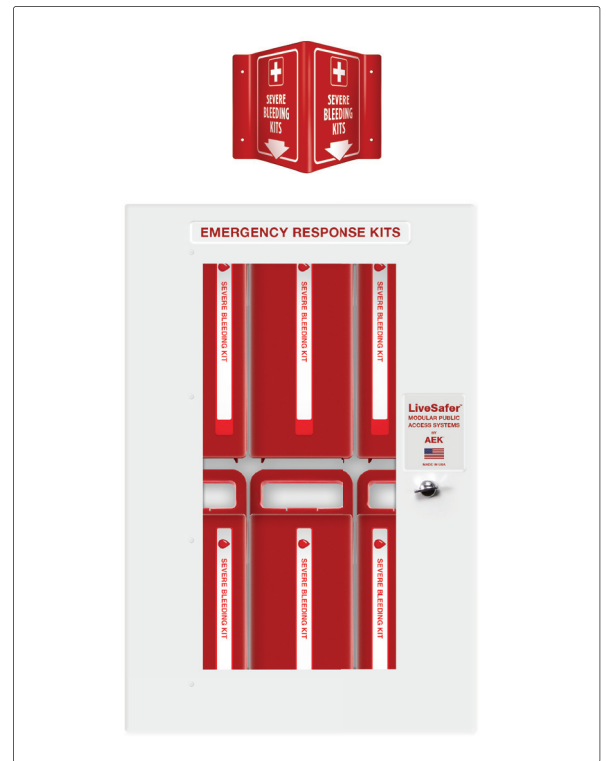 SEVERE
BLEEDING
KITS
SEVERE
BLEEDING
KITS
EMERGENCY RESPONSE KITS
SEVERE BLEEDING KIT
SEVERE BLEEDING KIT
SEVERE BLEEDING KIT
LiveSafer
MODULAR PUBLIC
ACCESS SYSTEMS
BY
AEK
MADE IN USA
SEVERE BLEEDING KIT
SEVERE BLEEDING KIT
SEVERE BLEEDING KIT